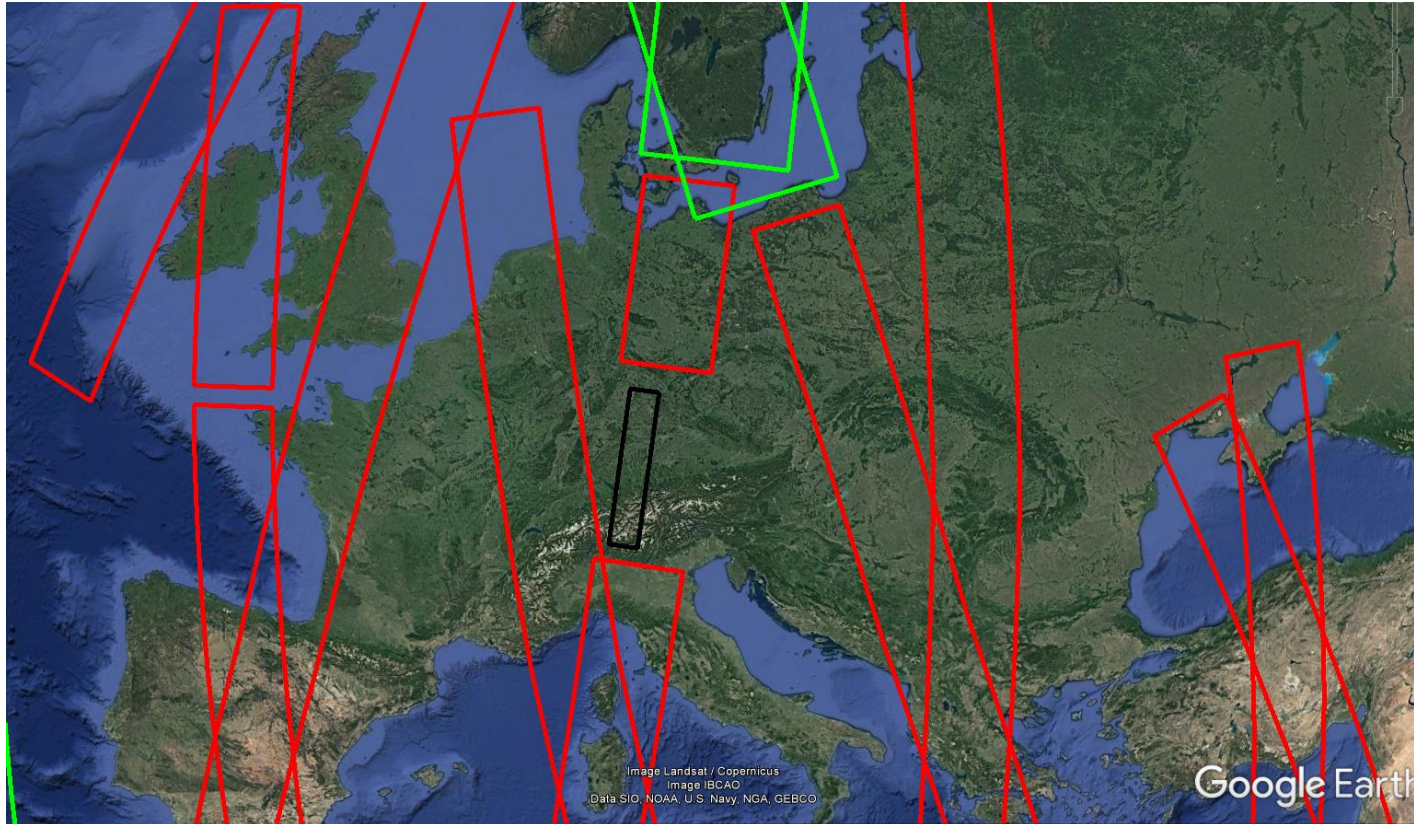 Image Landsat / Copernicus
Image IBCAO
Data SIO, NOAA, U.S. Navy, NGA, GEBCO
Google Earth